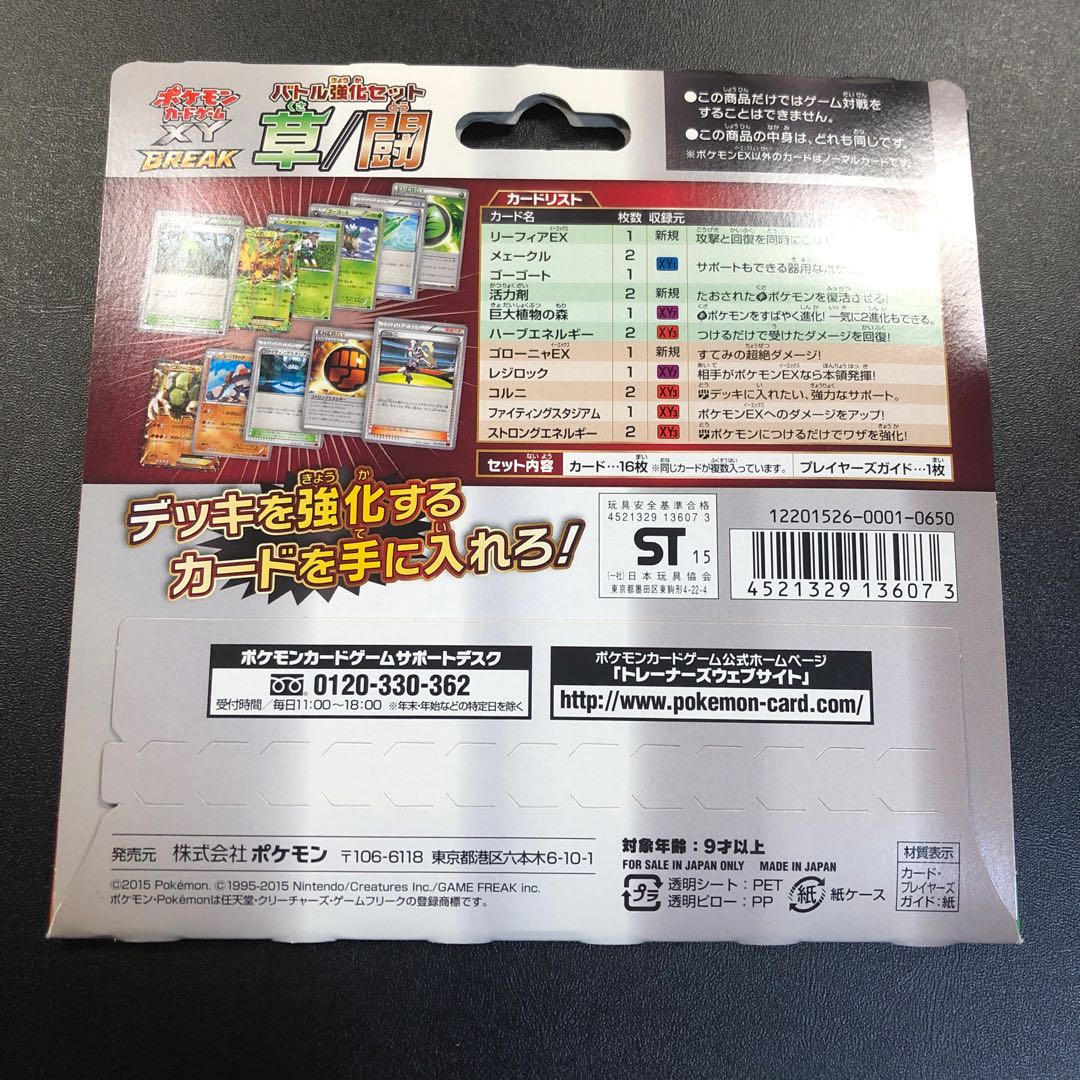 ポケモン
カードゲーム
XY
BREAK
バトル強化セット
草/闘
●この商品だけではゲーム対戦を
することはできません。
●この商品の中身は、どれも同じです。
※ポケモンEX以外のカードはノーマルカードです。
カードリスト
カード名 枚数 収録元
リーフィアEX 1 新規 攻撃と回復を同時に
メェークル 2 XY1 サポートもできる器用な
ゴーゴート 1
活力剤 2 新規 たおされたポケモンを復活させる!
巨大植物の森 1 XY7 ポケモンをすばやく進化! 一気に2進化もできる。
ハーブエネルギー 2 XY3 つけるだけで受けたダメージを回復!
ゴローニャEX 1 新規 すてみの超絶ダメージ!
レジロック 1 XY7 相手がポケモンEXなら本領発揮!
コルニ 2 XY3 デッキに入れたい、強力なサポート。
ファイティングスタジアム 1 XY3 ポケモンEXへのダメージをアップ!
ストロングエネルギー 2 XY3 ポケモンにつけるだけでワザを強化!
セット内容 カード…16枚 ※同じカードが複数入っています。 プレイヤーズガイド…1枚
デッキを強化する
カードを手に入れろ!
玩具安全基準合格
4521329 13607 3
ST 15
(一社)日本玩具協会
東京都墨田区東駒形4-22-4
12201526-0001-0650
4 521329 136073
ポケモンカードゲームサポートデスク
0120-330-362
受付時間/毎日11:00〜18:00 ※年末・年始などの特定日を除く
ポケモンカードゲーム公式ホームページ
「トレーナーズウェブサイト」
http://www.pokemon-card.com/
発売元 株式会社 ポケモン 〒106-6118 東京都港区六本木6-10-1
©2015 Pokémon. ©1995-2015 Nintendo/Creatures Inc./GAME FREAK inc.
ポケモン・Pokémonは任天堂・クリーチャーズ・ゲームフリークの登録商標です。
対象年齢:9才以上
FOR SALE IN JAPAN ONLY MADE IN JAPAN
プラ 透明シート:PET
透明ピロー:PP
紙 紙ケース
材質表示
カード・
プレイヤーズ
ガイド:紙